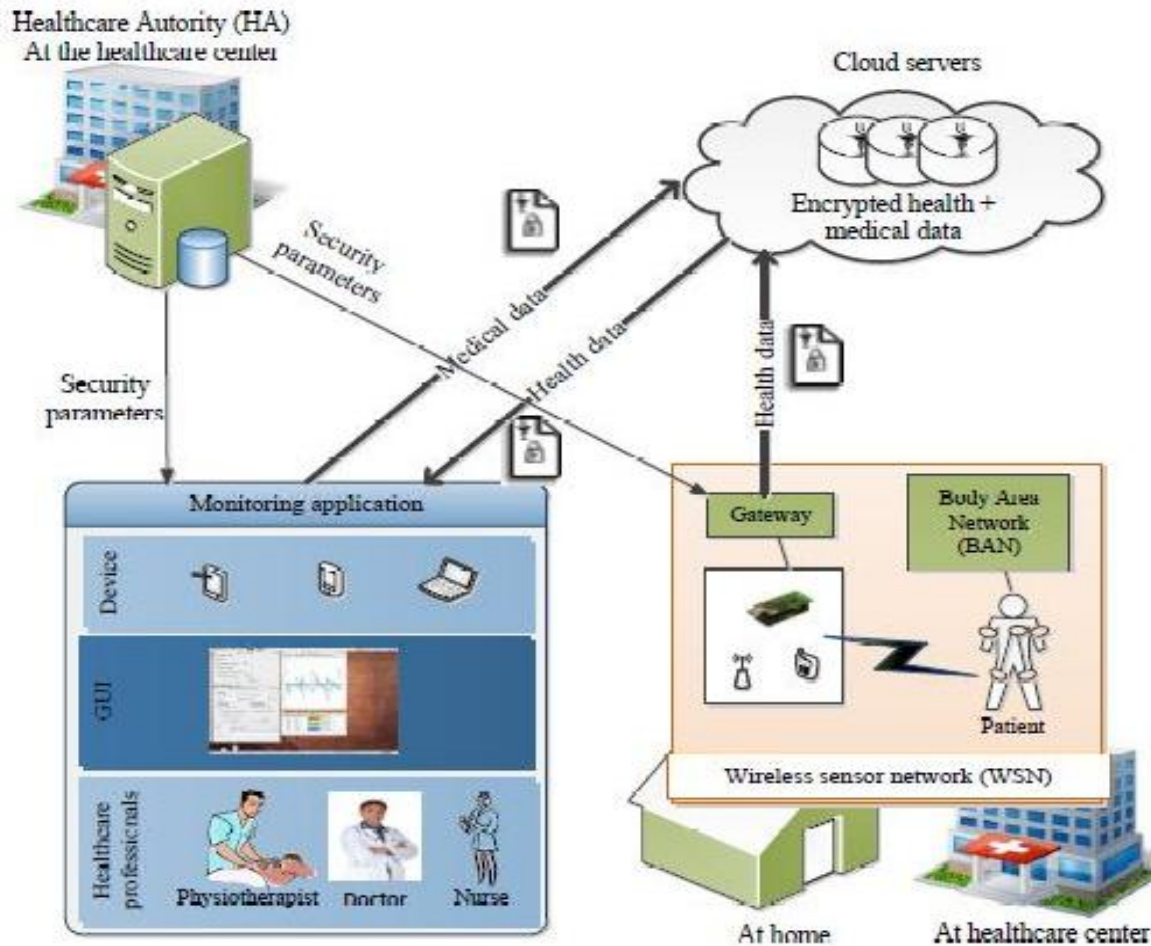 Healthcare Autority (HA)
At the healthcare center
Cloud servers
Encrypted health +
medical data
Security
parameters
Medical data
Health data
Health data
Security
parameters
Monitoring application
Device
GUI
Healthcare
professionals
Physiotherapist
Doctor
Nurse
Gateway
Body Area
Network
(BAN)
Patient
Wireless sensor network (WSN)
At home
At healthcare center